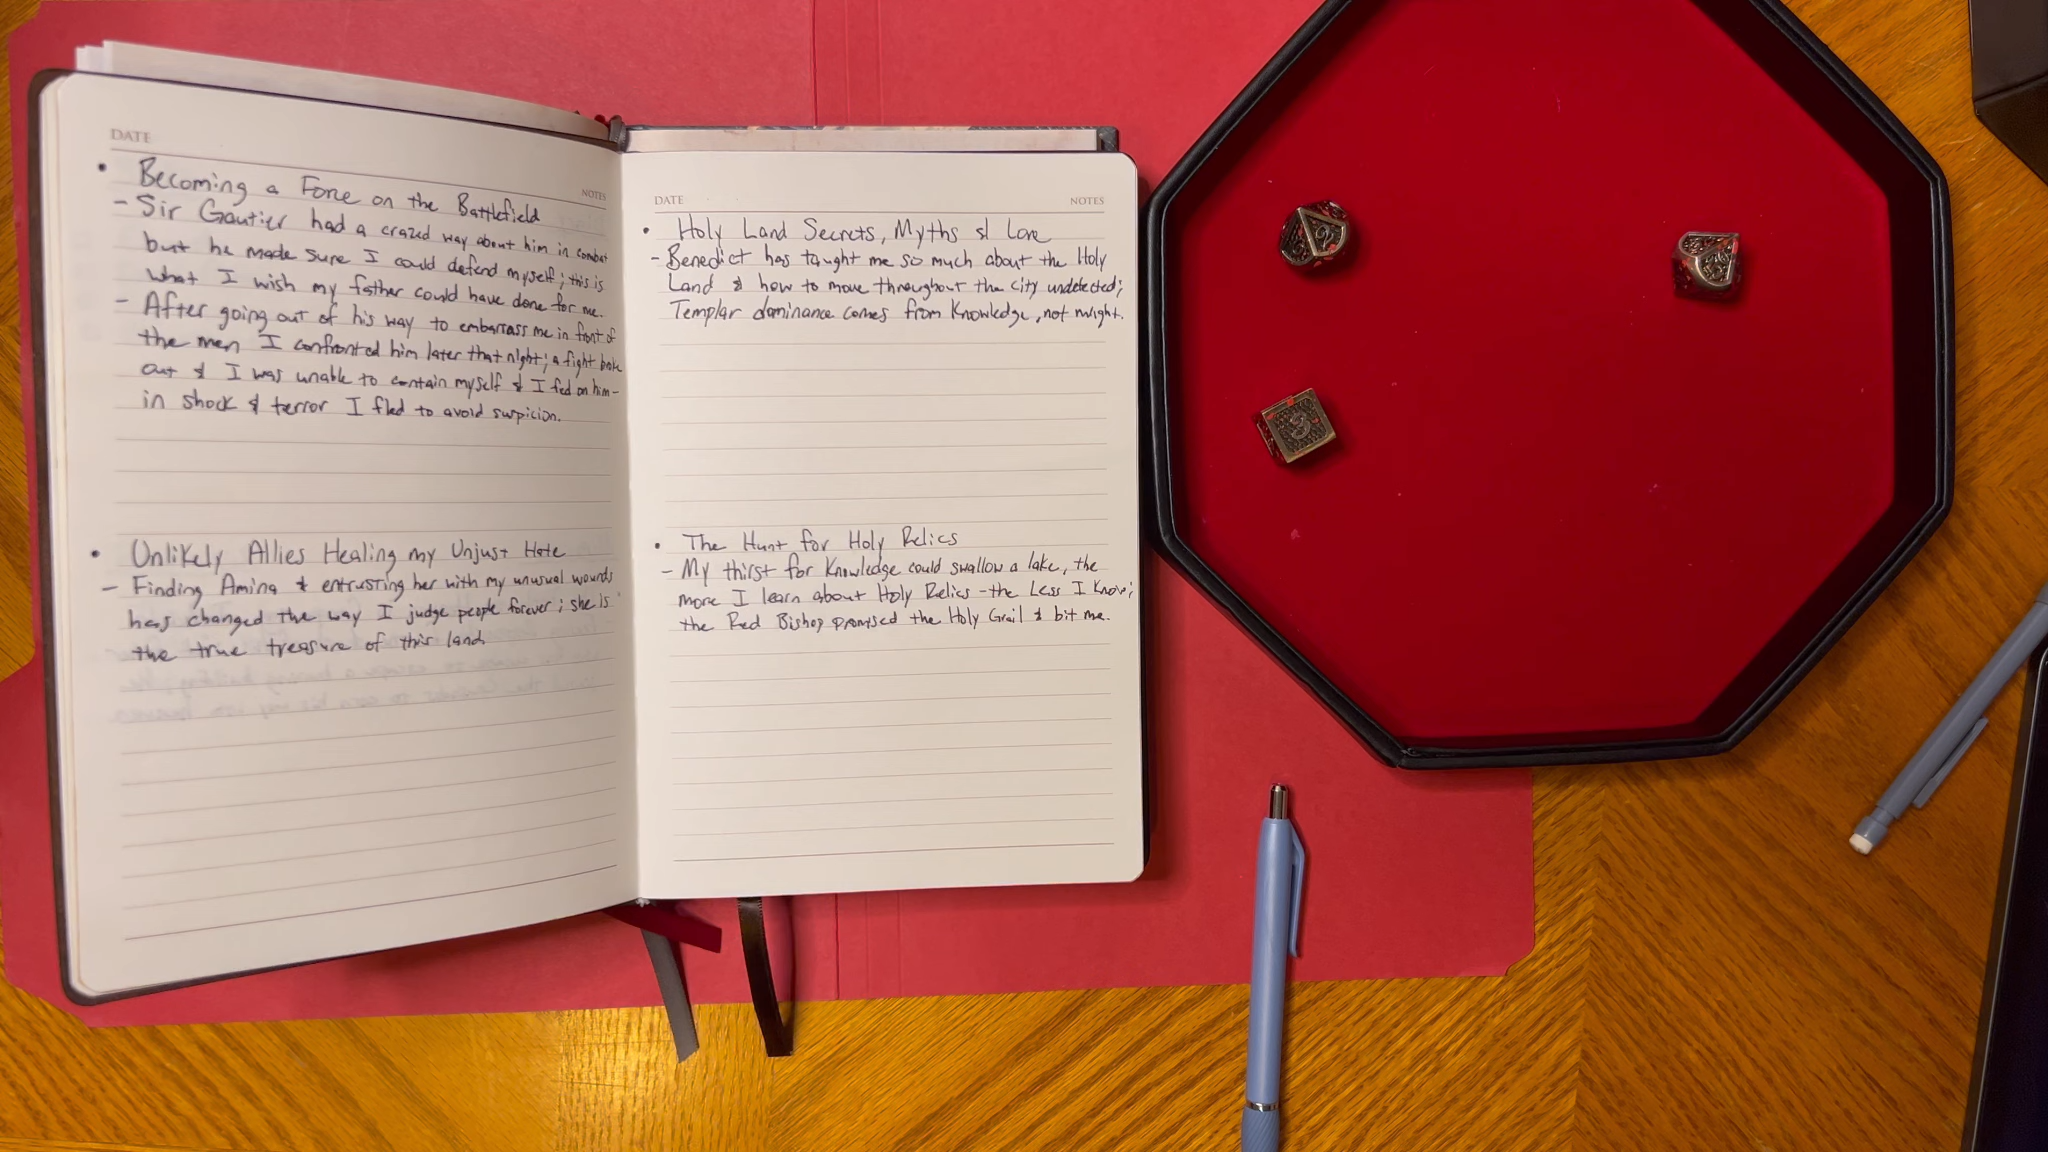 DATE
NOTES
• Becoming a Force on the Battlefield
- Sir Gautier had a crazed way about him in combat
but he made sure I could defend myself; this is
what I wish my father could have done for me.
- After going out of his way to embarrass me in front of
the men I confronted him later that night; a fight broke
out & I was unable to contain myself & I fed on him-
in shock & terror I fled to avoid suspicion.
• Unlikely Allies Healing my Unjust Hate
- Finding Amina & entrusting her with my unusual wounds
has changed the way I judge people forever; she is
the true treasure of this land
DATE
NOTES
• Holy Land Secrets, Myths & Lore
- Benedict has taught me so much about the Holy
Land & how to move throughout the city undetected;
Templar dominance comes from Knowledge, not might.
• The Hunt for Holy Relics
- My thirst for Knowledge could swallow a lake, the
more I learn about Holy Relics - the Less I Know;
the Red Bishop promised the Holy Grail & bit me.